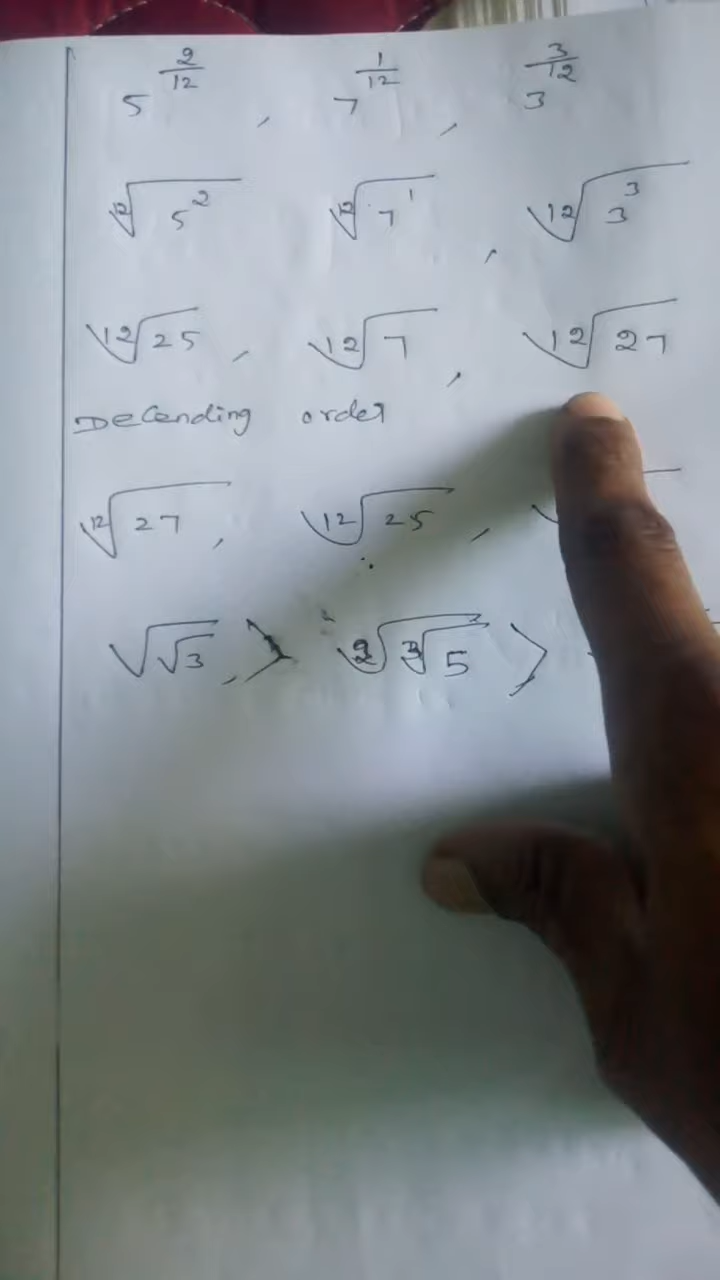 5^(2/12) , 7^(1/12) , 3^(3/12)
¹²√5² ¹²√7¹ , ¹²√3³
¹²√25 , ¹²√7 , ¹²√27
Decending order
¹²√27 , ¹²√25 ,
√√3 , > ²√³√5 >